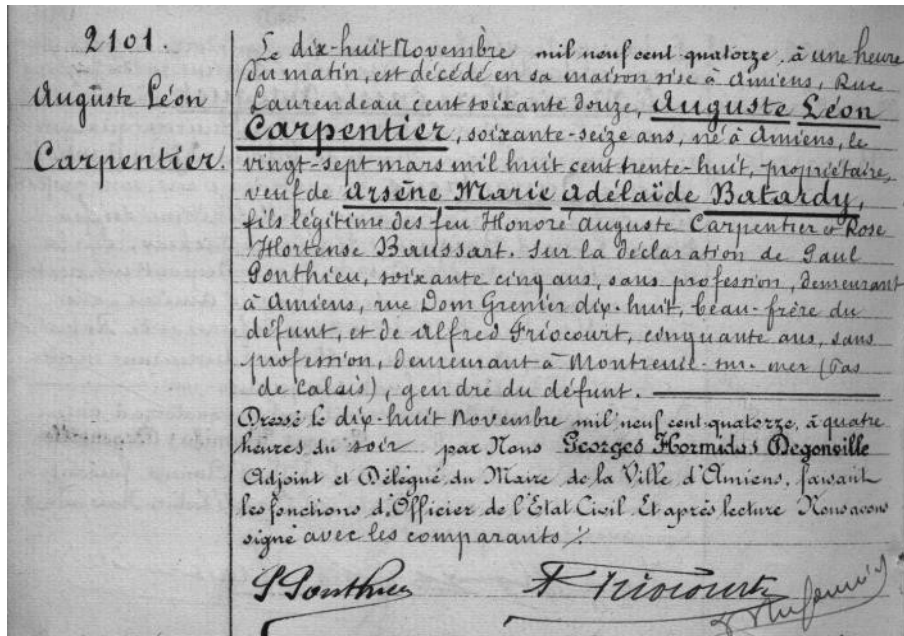 2101.
Auguste Léon
Carpentier.
Le dix-huit Novembre mil neuf cent quatorze, à une heure
du matin, est décédé en sa maison sise à Amiens, Rue
Laurendeau cent soixante douze, Auguste Léon
Carpentier, soixante-seize ans, né à Amiens, le
vingt-sept mars mil huit cent trente-huit, propriétaire,
veuf de Arsène Marie Adélaïde Batardy,
fils légitime des feu Honoré Auguste Carpentier & Rose
Hortense Boussart. Sur la déclaration de Paul
Ponthieu, soixante cinq ans, sans profession, demeurant
à Amiens, rue Dom Grenier dix-huit, beau-frère du
défunt, et de Alfred Friocourt, cinquante ans, sans
profession, demeurant à Montreuil-sur-mer (Pas
de Calais), gendre du défunt.
Dressé le dix-huit Novembre mil neuf cent quatorze, à quatre
heures du soir par Nous Georges Hormidas Degouville
Adjoint et Délégué du Maire de la Ville d'Amiens, faisant
les fonctions d'Officier de l'Etat Civil. Et après lecture Nous avons
signé avec les comparants ./.
P Ponthieu
A Friocourt